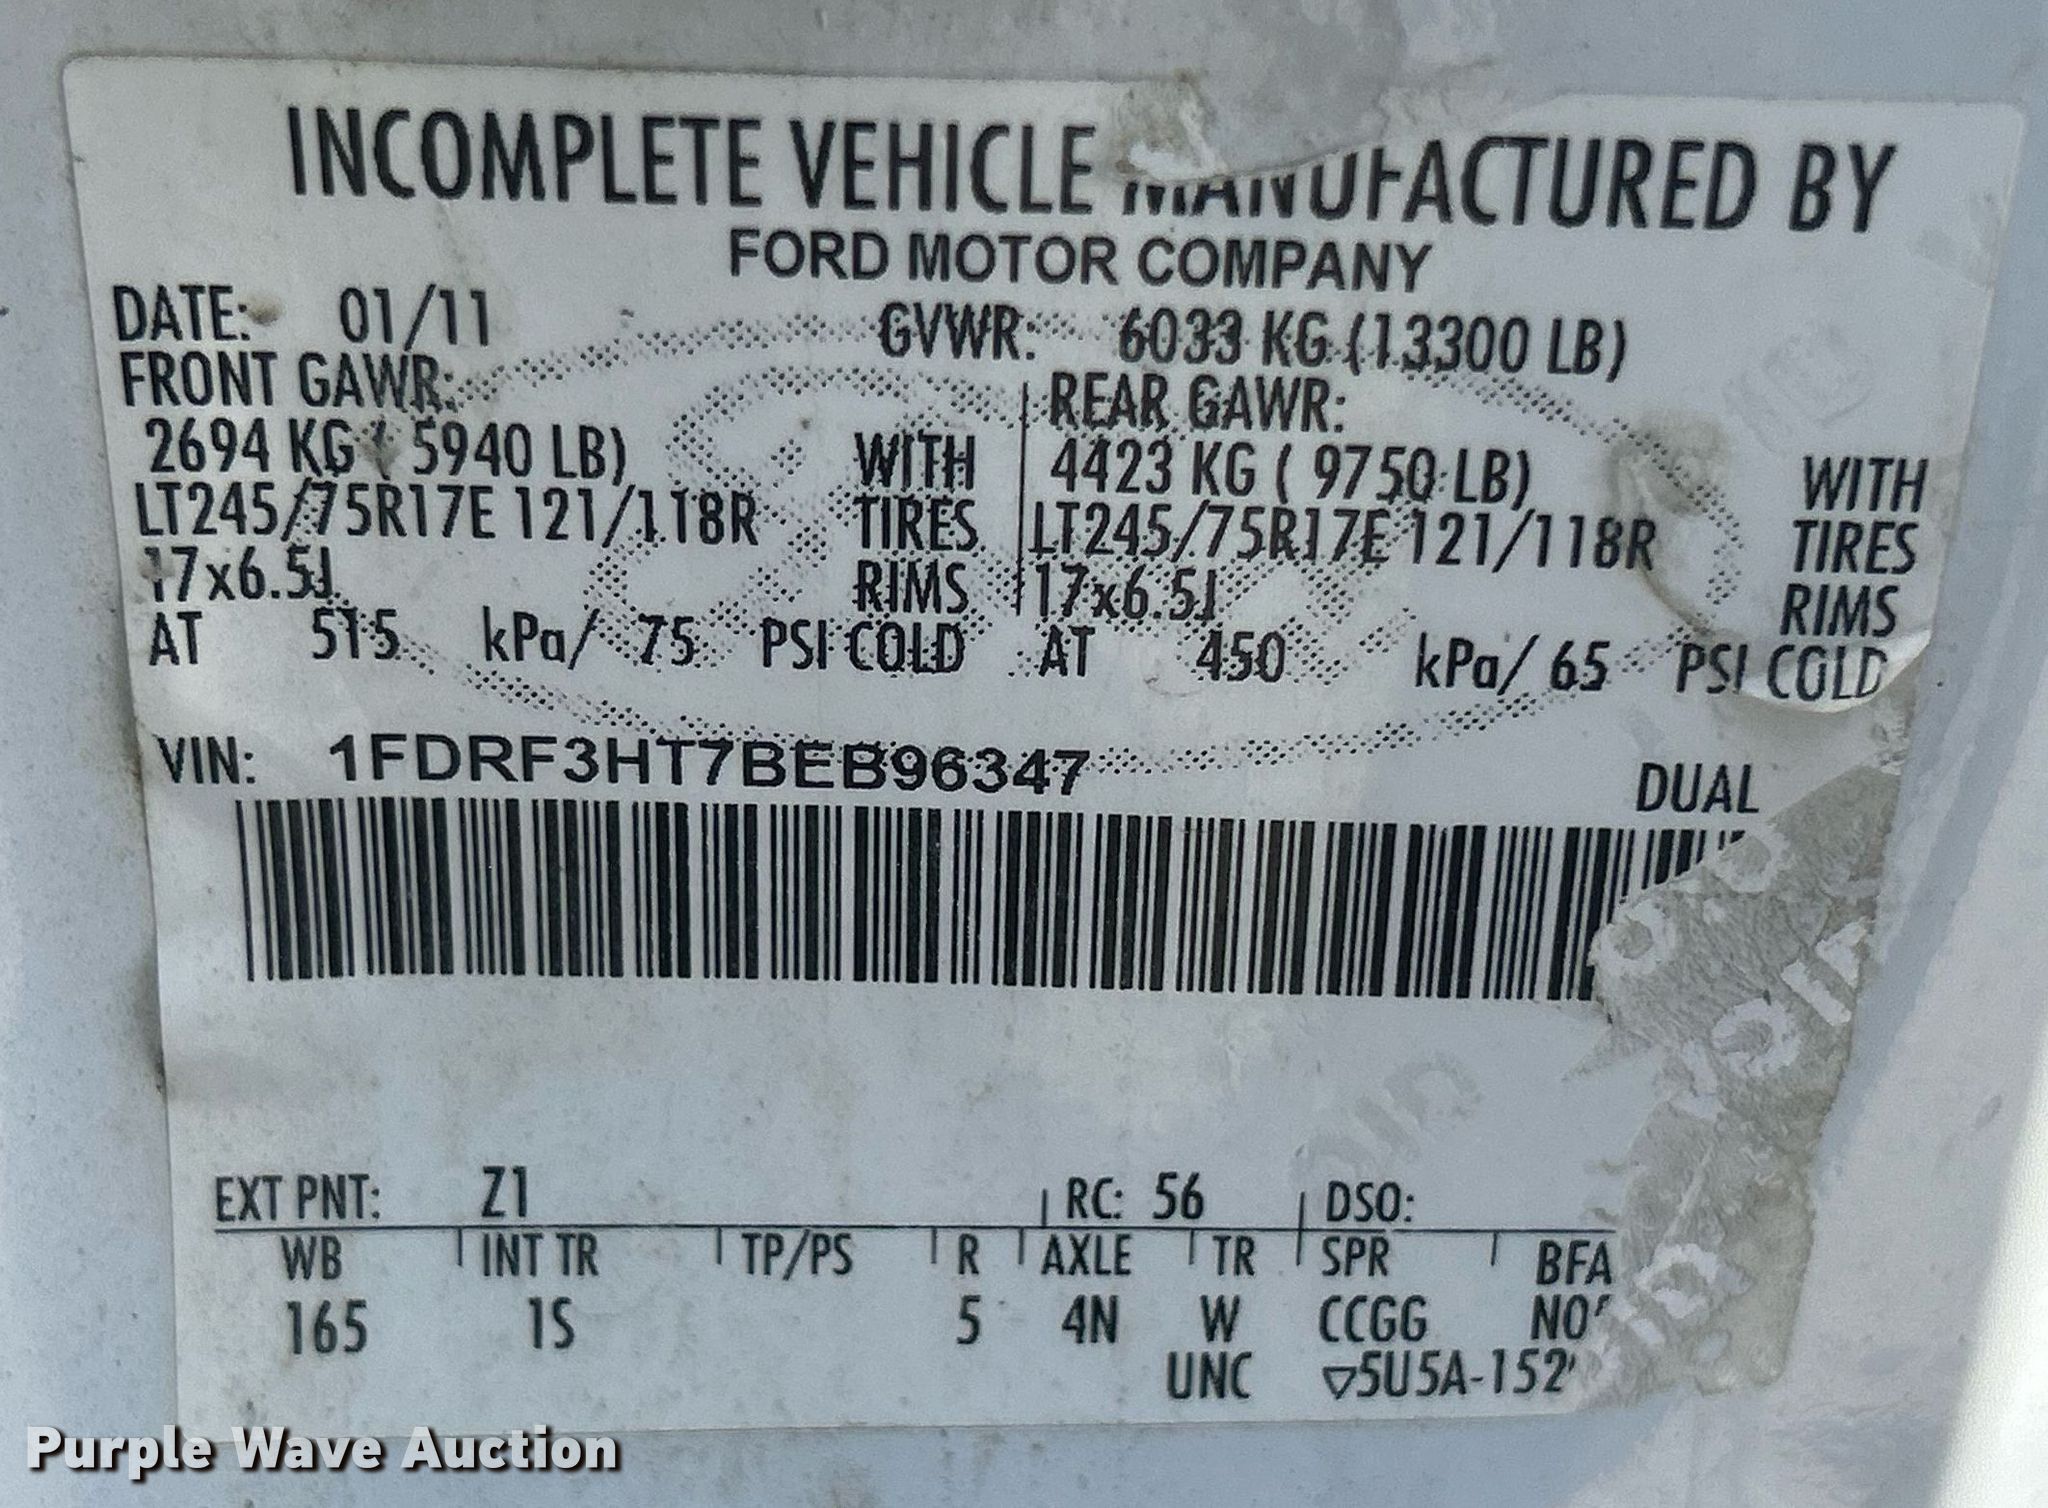 INCOMPLETE VEHICLE MANUFACTURED BY
FORD MOTOR COMPANY
DATE: 01/11 GVWR: 6033 KG (13300 LB)
FRONT GAWR: REAR GAWR:
2694 KG ( 5940 LB) WITH 4423 KG ( 9750 LB) WITH
LT245/75R17E 121/118R TIRES LT245/75R17E 121/118R TIRES
17x6.5J RIMS 17x6.5J RIMS
AT 515 kPa/ 75 PSI COLD AT 450 kPa/ 65 PSI COLD
VIN: 1FDRF3HT7BEB96347
DUAL
EXT PNT: Z1 RC: 56 DSO:
WB INT TR TP/PS R AXLE TR SPR BFA
165 1S 5 4N W CCGG
UNC ▽5U5A-152
Purple Wave Auction